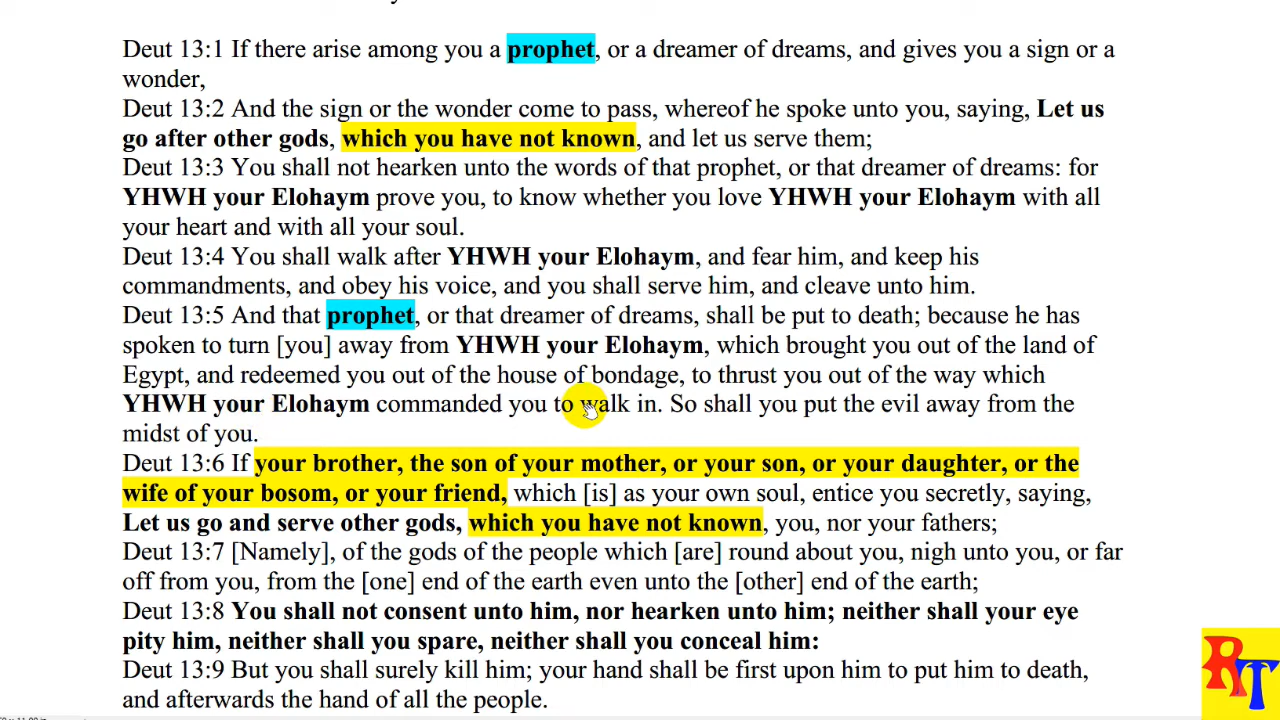 Deut 13:1 If there arise among you a prophet, or a dreamer of dreams, and gives you a sign or a
wonder,
Deut 13:2 And the sign or the wonder come to pass, whereof he spoke unto you, saying, Let us
go after other gods, which you have not known, and let us serve them;
Deut 13:3 You shall not hearken unto the words of that prophet, or that dreamer of dreams: for
YHWH your Elohaym prove you, to know whether you love YHWH your Elohaym with all
your heart and with all your soul.
Deut 13:4 You shall walk after YHWH your Elohaym, and fear him, and keep his
commandments, and obey his voice, and you shall serve him, and cleave unto him.
Deut 13:5 And that prophet, or that dreamer of dreams, shall be put to death; because he has
spoken to turn [you] away from YHWH your Elohaym, which brought you out of the land of
Egypt, and redeemed you out of the house of bondage, to thrust you out of the way which
YHWH your Elohaym commanded you to walk in. So shall you put the evil away from the
midst of you.
Deut 13:6 If your brother, the son of your mother, or your son, or your daughter, or the
wife of your bosom, or your friend, which [is] as your own soul, entice you secretly, saying,
Let us go and serve other gods, which you have not known, you, nor your fathers;
Deut 13:7 [Namely], of the gods of the people which [are] round about you, nigh unto you, or far
off from you, from the [one] end of the earth even unto the [other] end of the earth;
Deut 13:8 You shall not consent unto him, nor hearken unto him; neither shall your eye
pity him, neither shall you spare, neither shall you conceal him:
Deut 13:9 But you shall surely kill him; your hand shall be first upon him to put him to death,
and afterwards the hand of all the people.
RT